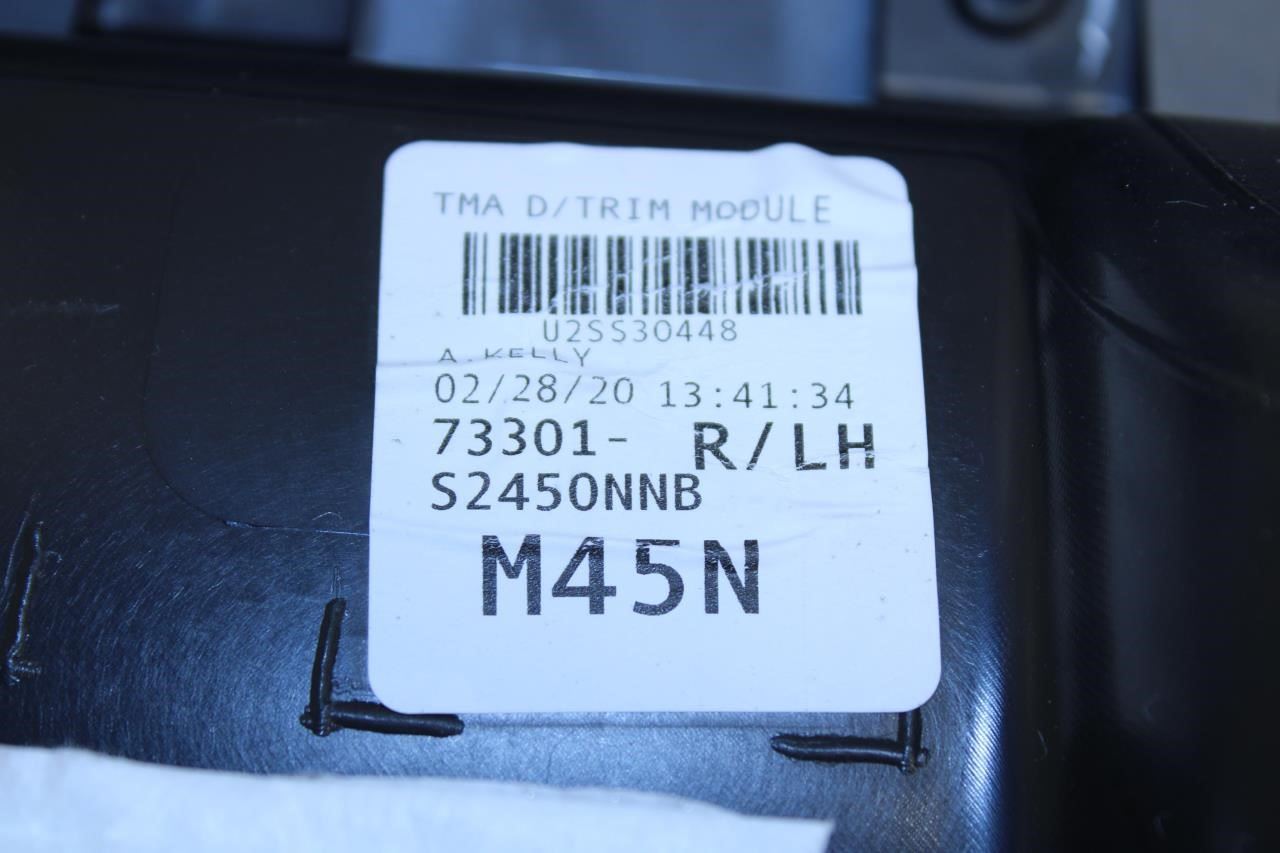 TMA D/TRIM MODULE
U2SS30448
A.KELLY
02/28/20 13:41:34
73301- R/LH
S2450NNB
M45N